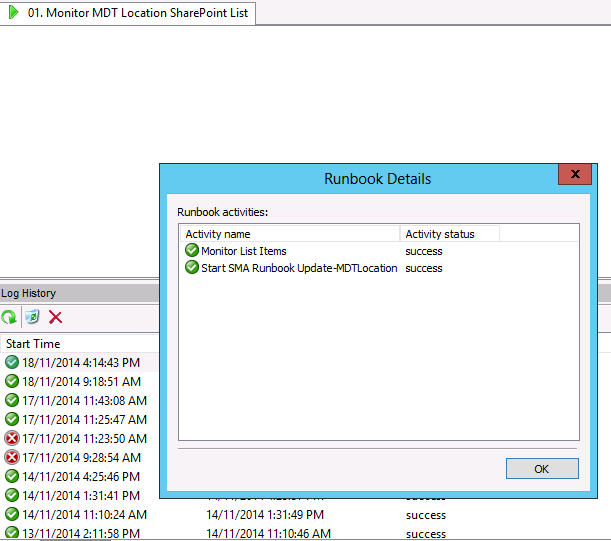 01. Monitor MDT Location SharePoint List
Runbook Details
x
Runbook activities:
Activity name Activity status
Monitor List Items success
Start SMA Runbook Update-MDTLocation success
OK
Log History
Start Time
18/11/2014 4:14:43 PM
18/11/2014 9:18:51 AM
17/11/2014 11:43:08 AM
17/11/2014 11:25:47 AM
17/11/2014 11:23:50 AM
17/11/2014 9:28:54 AM
14/11/2014 4:25:46 PM
14/11/2014 1:31:41 PM
14/11/2014 11:10:24 AM 14/11/2014 1:31:49 PM success
13/11/2014 2:11:58 PM 14/11/2014 11:10:46 AM success